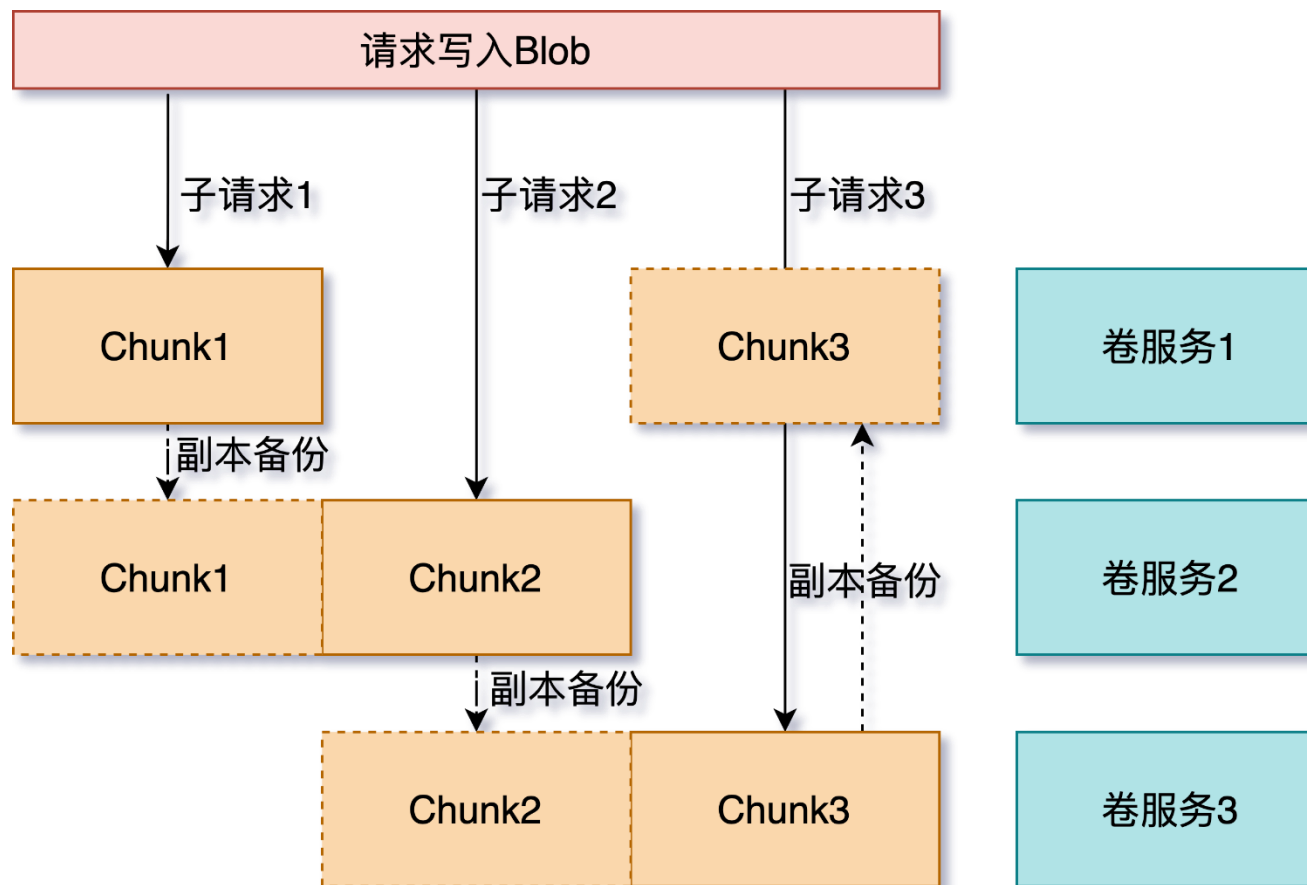 请求写入Blob
子请求1
子请求2
子请求3
Chunk1
Chunk3
卷服务1
副本备份
Chunk1
Chunk2
副本备份
卷服务2
副本备份
Chunk2
Chunk3
卷服务3